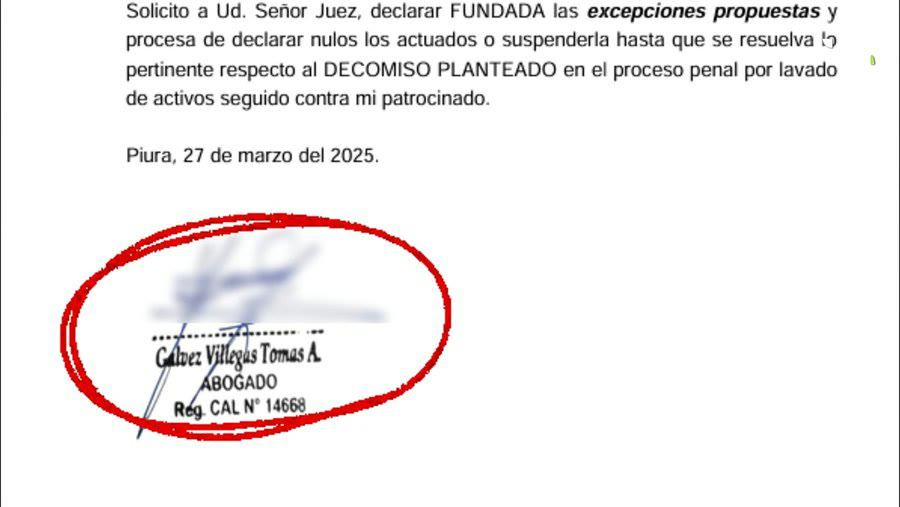 Solicito a Ud. Señor Juez, declarar FUNDADA las excepciones propuestas y
procesa de declarar nulos los actuados o suspenderla hasta que se resuelva lo
pertinente respecto al DECOMISO PLANTEADO en el proceso penal por lavado
de activos seguido contra mi patrocinado.
Piura, 27 de marzo del 2025.
Galvez Villegas Tomas A.
ABOGADO
Reg. CAL N° 14668